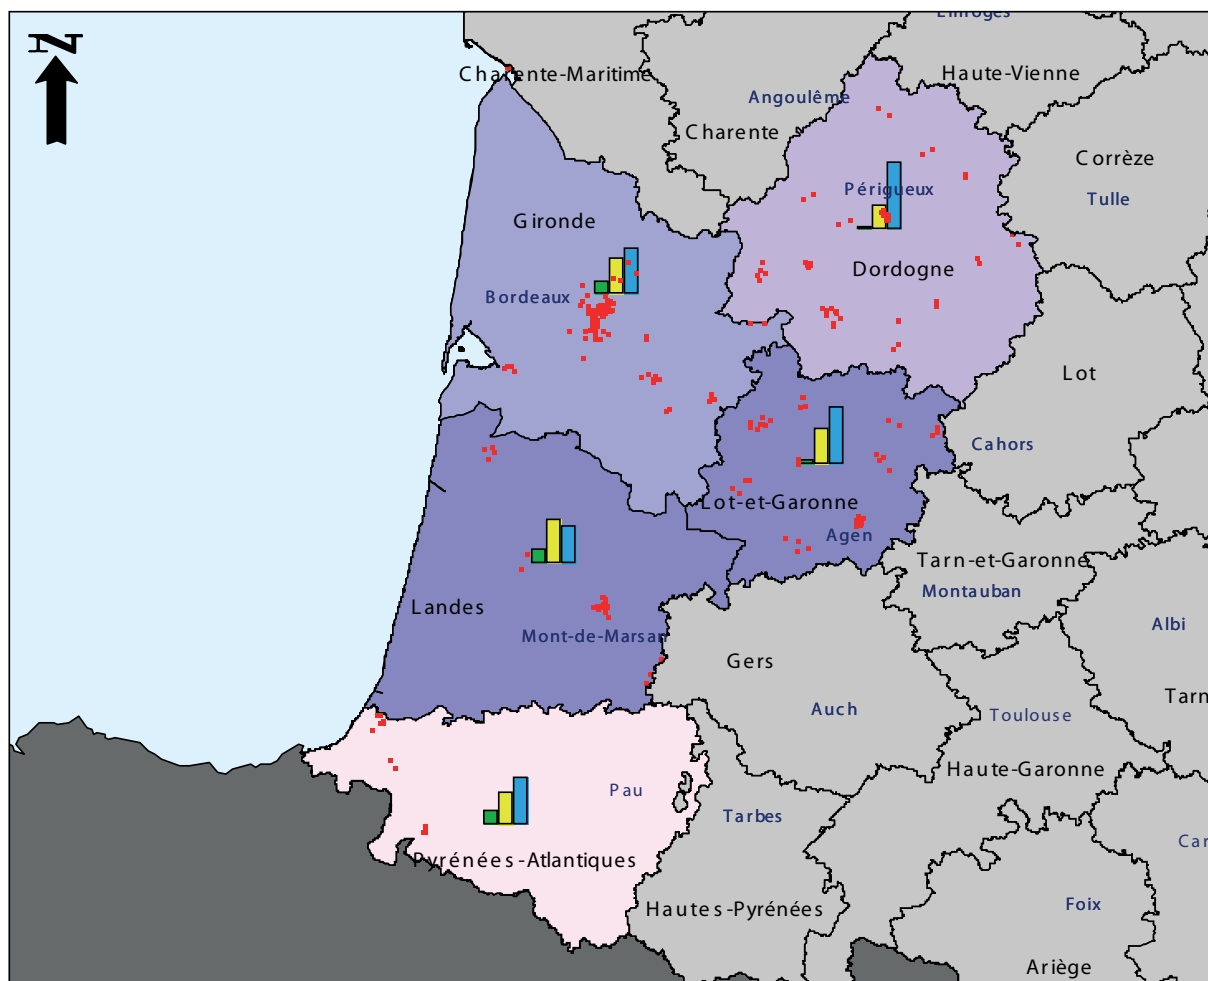 Limoges
N
Charente-Maritime
Haute-Vienne
Angoulême
Charente
Corrèze
Périgueux
Tulle
Gironde
Dordogne
Bordeaux
Lot
Cahors
Lot-et-Garonne
Agen
Tarn-et-Garonne
Montauban
Landes
Mont-de-Marsan
Albi
Gers
Tarn
Auch
Toulouse
Haute-Garonne
Pau
Tarbes
Car
Pyrénées-Atlantiques
Hautes-Pyrénées
Foix
Ariège